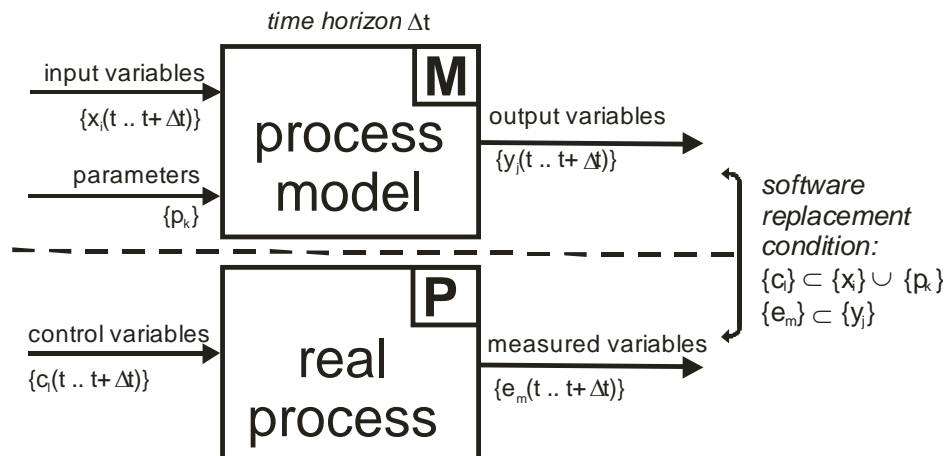 time horizon Δt
M
input variables
{xᵢ(t .. t+ Δt)}
process
model
output variables
{yⱼ(t .. t+ Δt)}
parameters
{pₖ}
software
replacement
condition:
{cₗ} ⊂ {xᵢ} ∪ {pₖ}
{eₘ} ⊂ {yⱼ}
P
control variables
{cₗ(t .. t+ Δt)}
real
process
measured variables
{eₘ(t .. t+ Δt)}